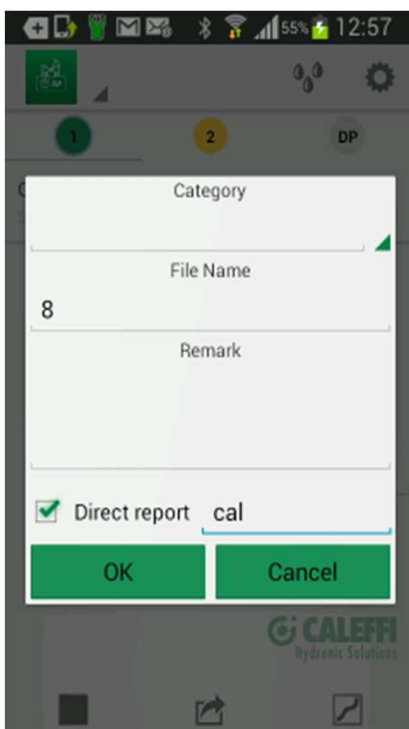 55% 12:57
1 2 DP
Category
File Name
8
Remark
Direct report cal
OK Cancel
CALEFFI
Hydronic Solutions